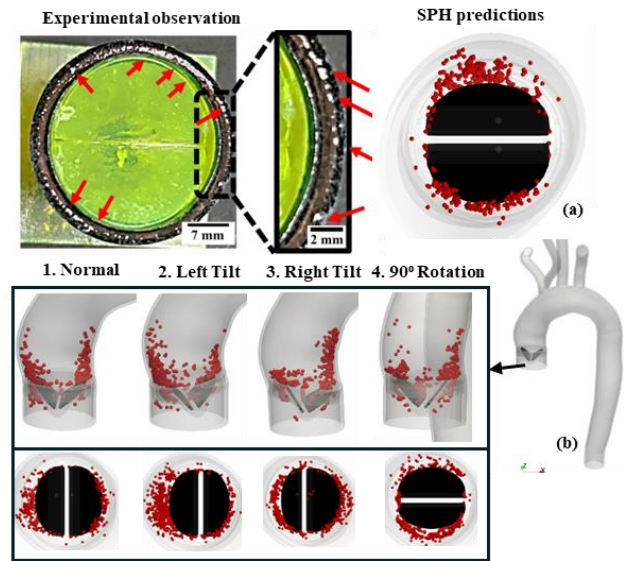 Experimental observation
SPH predictions
7 mm
2 mm
(a)
1. Normal
2. Left Tilt
3. Right Tilt
4. 90⁰ Rotation
(b)